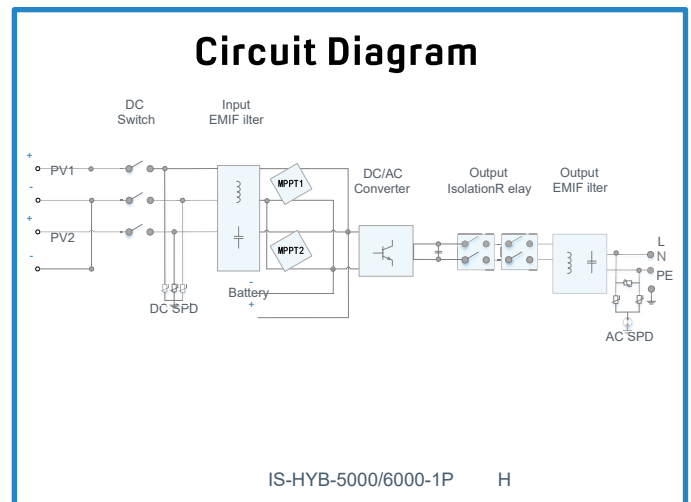 Circuit Diagram
DC
Switch
Input
EMIF ilter
DC/AC
Converter
Output
IsolationR elay
Output
EMIF ilter
+
PV1
-
+
PV2
-
MPPT1
MPPT2
Battery
-
+
DC SPD
L
N
PE
AC SPD
IS-HYB-5000/6000-1P H